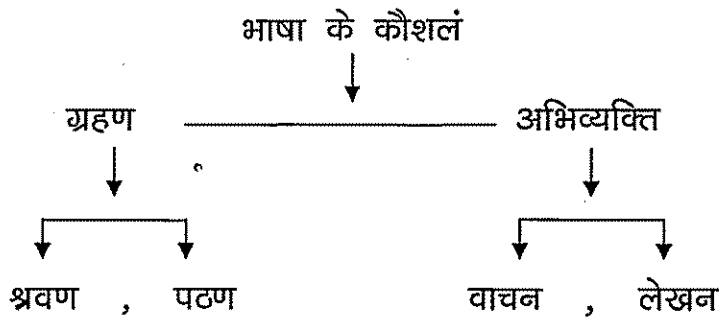 भाषा के कौशलं
ग्रहण अभिव्यक्ति
श्रवण , पठण वाचन , लेखन